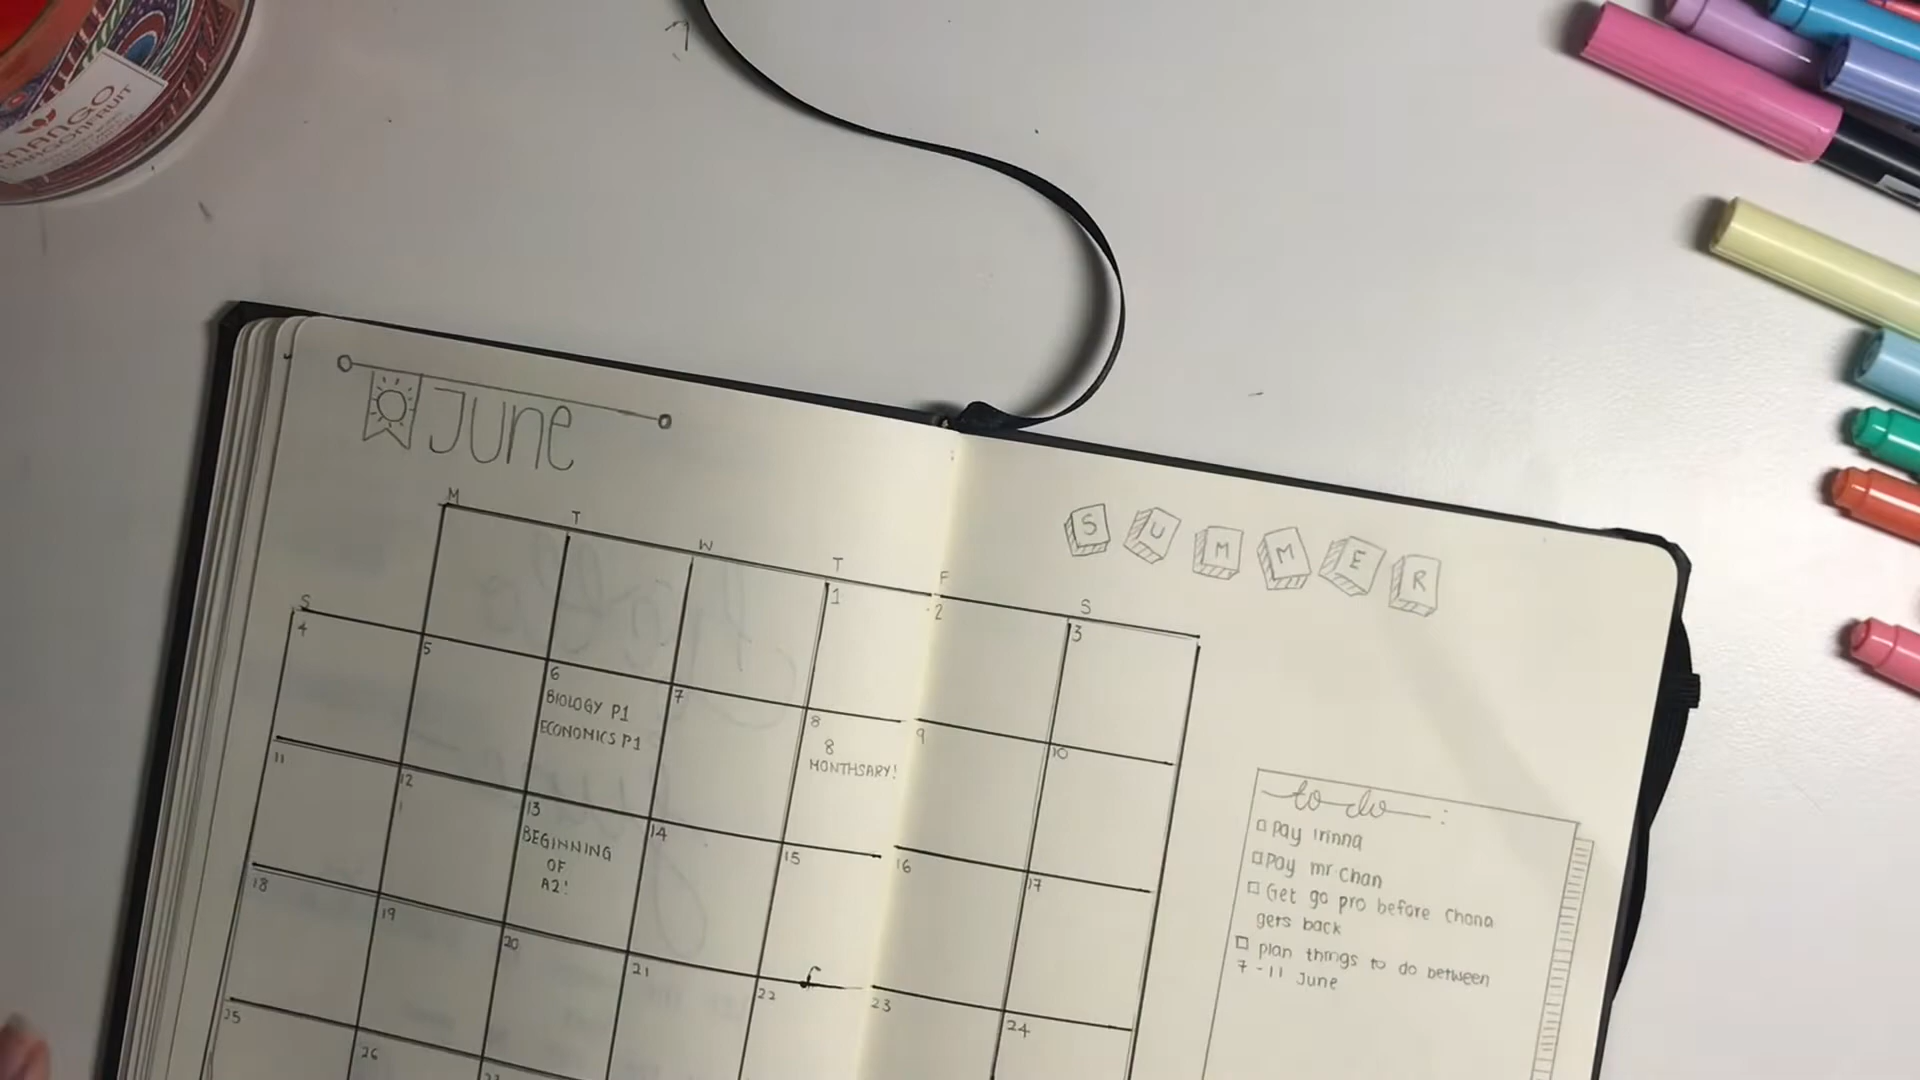 MANGO
DRAGONFRUIT
JUNE
S U M M E R
M T W T F S
S
1 2 3
4 5 6 7 8 9 10
BIOLOGY P1
ECONOMICS P1
8
MONTHSARY!
11 12 13 14 15 16 17
BEGINNING
OF
A2!
18 19 20 21 22 23 24
25 26
to do :
Pay irinna
Pay mr. Chan
Get go pro before Chona
gets back
plan things to do between
7-11 June